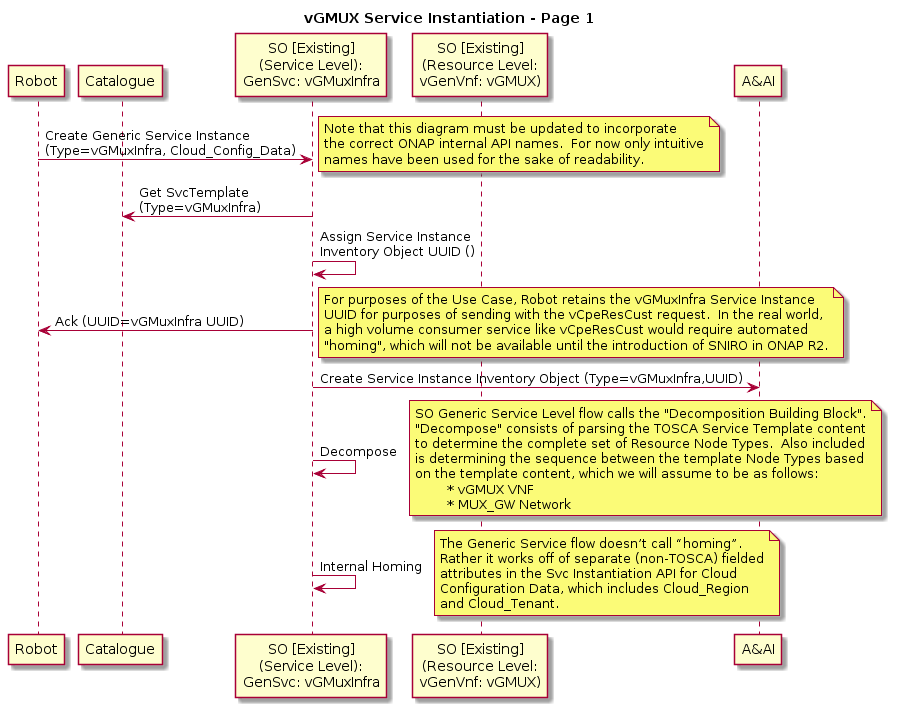 vGMUX Service Instantiation - Page 1
Robot
Catalogue
SO [Existing]
(Service Level):
GenSvc: vGMuxInfra
SO [Existing]
(Resource Level:
vGenVnf: vGMUX)
A&AI
Create Generic Service Instance
(Type=vGMuxInfra, Cloud_Config_Data)
Note that this diagram must be updated to incorporate
the correct ONAP internal API names.  For now only intuitive
names have been used for the sake of readability.
Get SvcTemplate
(Type=vGMuxInfra)
Assign Service Instance
Inventory Object UUID ()
Ack (UUID=vGMuxInfra UUID)
For purposes of the Use Case, Robot retains the vGMuxInfra Service Instance
UUID for purposes of sending with the vCpeResCust request.  In the real world,
a high volume consumer service like vCpeResCust would require automated
"homing", which will not be available until the introduction of SNIRO in ONAP R2.
Create Service Instance Inventory Object (Type=vGMuxInfra,UUID)
Decompose
SO Generic Service Level flow calls the "Decomposition Building Block".
"Decompose" consists of parsing the TOSCA Service Template content
to determine the complete set of Resource Node Types.  Also included
is determining the sequence between the template Node Types based
on the template content, which we will assume to be as follows:
* vGMUX VNF
* MUX_GW Network
Internal Homing
The Generic Service flow doesn’t call “homing”.
Rather it works off of separate (non-TOSCA) fielded
attributes in the Svc Instantiation API for Cloud
Configuration Data, which includes Cloud_Region
and Cloud_Tenant.
Robot
Catalogue
SO [Existing]
(Service Level):
GenSvc: vGMuxInfra
SO [Existing]
(Resource Level:
vGenVnf: vGMUX)
A&AI